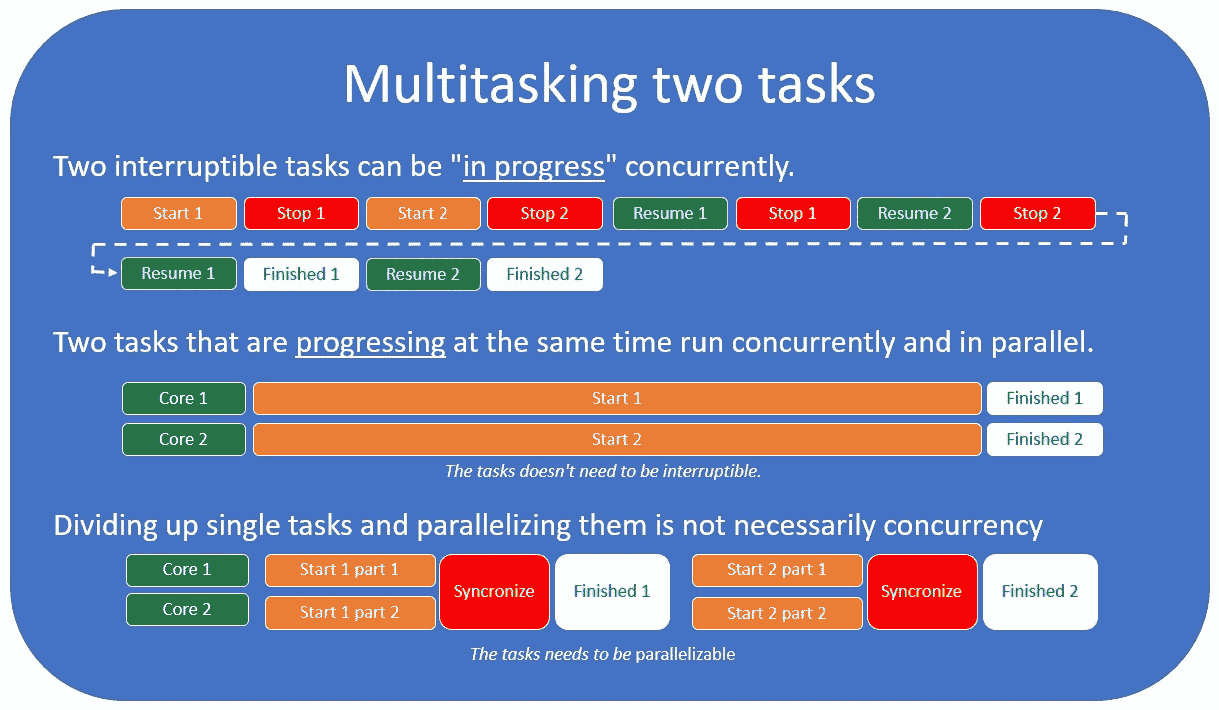 Multitasking two tasks
Two interruptible tasks can be "in progress" concurrently.
Start 1 Stop 1 Start 2 Stop 2 Resume 1 Stop 1 Resume 2 Stop 2
Resume 1 Finished 1 Resume 2 Finished 2
Two tasks that are progressing at the same time run concurrently and in parallel.
Core 1 Start 1 Finished 1
Core 2 Start 2 Finished 2
The tasks doesn't need to be interruptible.
Dividing up single tasks and parallelizing them is not necessarily concurrency
Core 1 Start 1 part 1 Start 2 part 1
Syncronize Finished 1 Syncronize Finished 2
Core 2 Start 1 part 2 Start 2 part 2
The tasks needs to be parallelizable